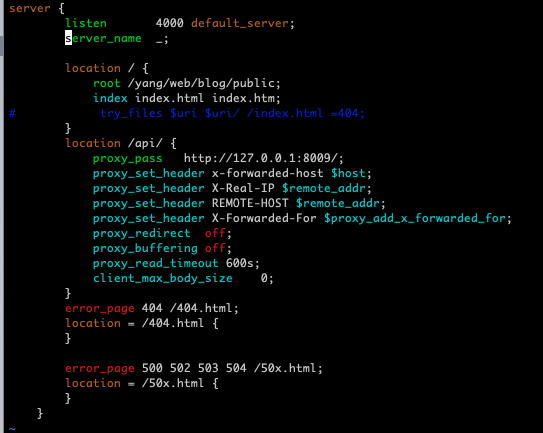 server {
listen 4000 default_server;
server_name _;
location / {
root /yang/web/blog/public;
index index.html index.htm;
# try_files $uri $uri/ /index.html =404;
}
location /api/ {
proxy_pass http://127.0.0.1:8009/;
proxy_set_header x-forwarded-host $host;
proxy_set_header X-Real-IP $remote_addr;
proxy_set_header REMOTE-HOST $remote_addr;
proxy_set_header X-Forwarded-For $proxy_add_x_forwarded_for;
proxy_redirect off;
proxy_buffering off;
proxy_read_timeout 600s;
client_max_body_size 0;
}
error_page 404 /404.html;
location = /404.html {
}
error_page 500 502 503 504 /50x.html;
location = /50x.html {
}
}
~